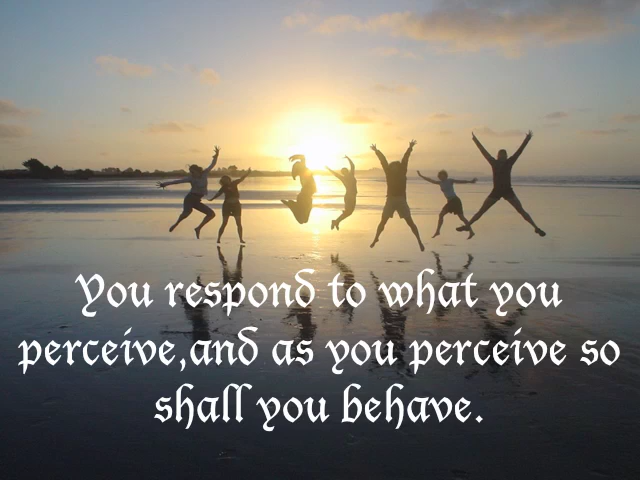 You respond to what you
perceive,and as you perceive so
shall you behave.